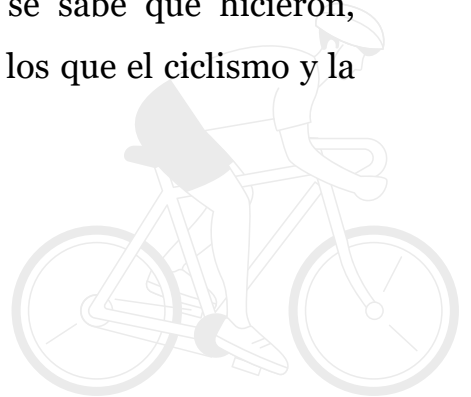 se sabe que hicieron,
los que el ciclismo y la